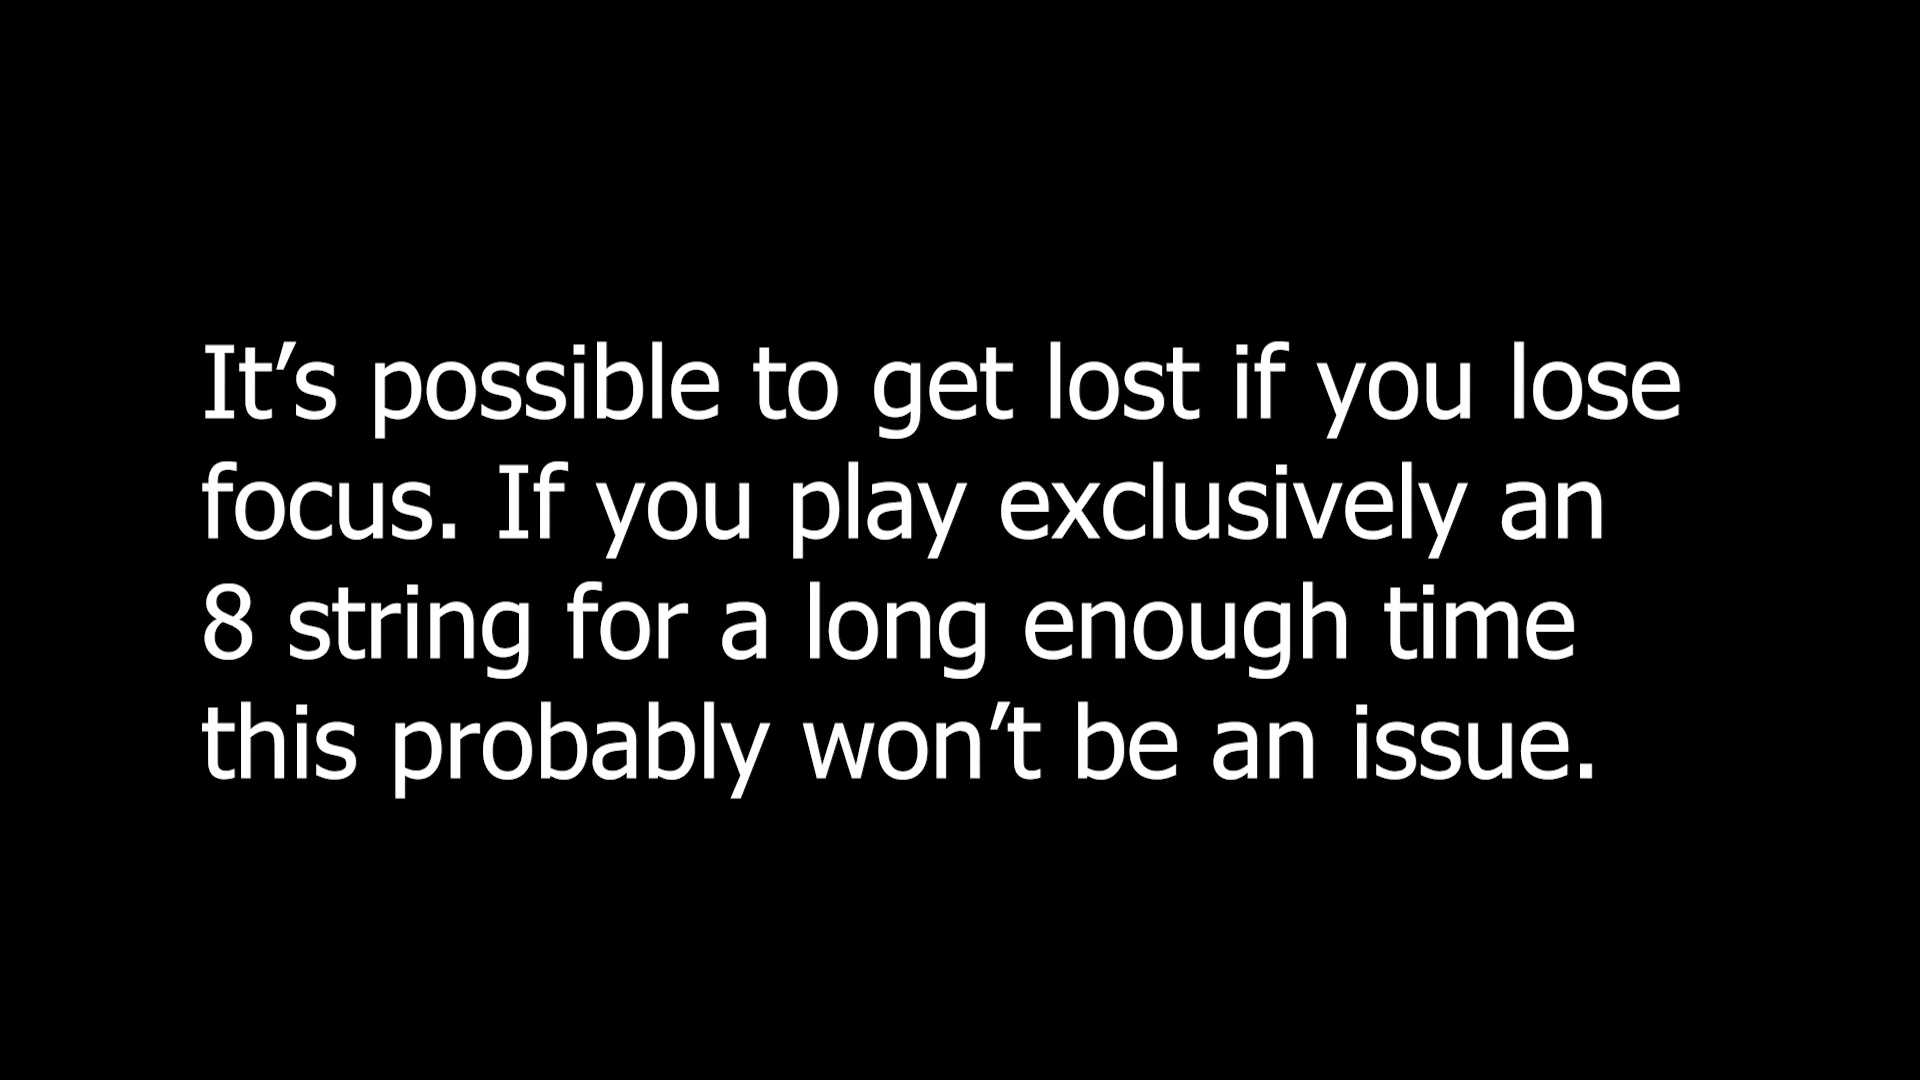 It’s possible to get lost if you lose
focus. If you play exclusively an
8 string for a long enough time
this probably won’t be an issue.